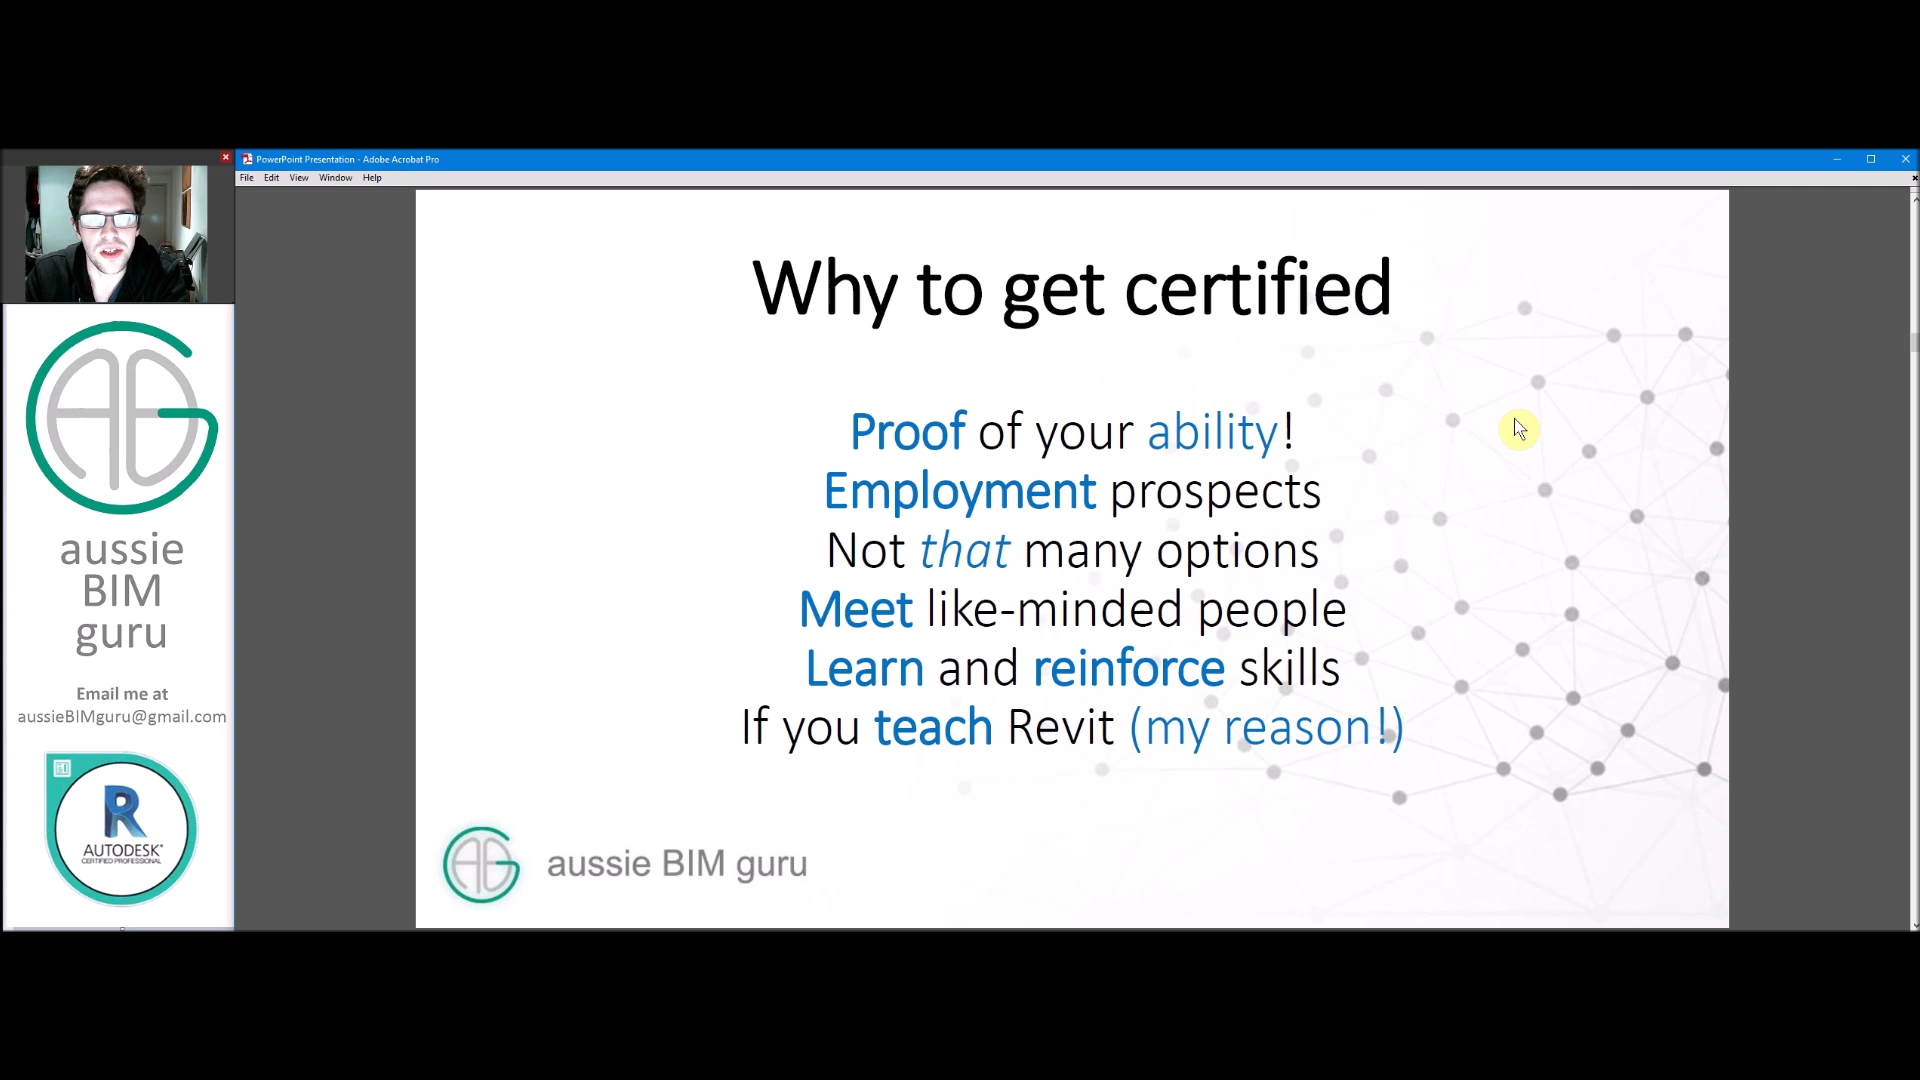 PowerPoint Presentation - Adobe Acrobat Pro
File Edit View Window Help
Why to get certified
Proof of your ability!
Employment prospects
Not that many options
Meet like-minded people
Learn and reinforce skills
If you teach Revit (my reason!)
aussie BIM guru
aussie
BIM
guru
Email me at
aussieBIMguru@gmail.com
R
AUTODESK®
CERTIFIED PROFESSIONAL